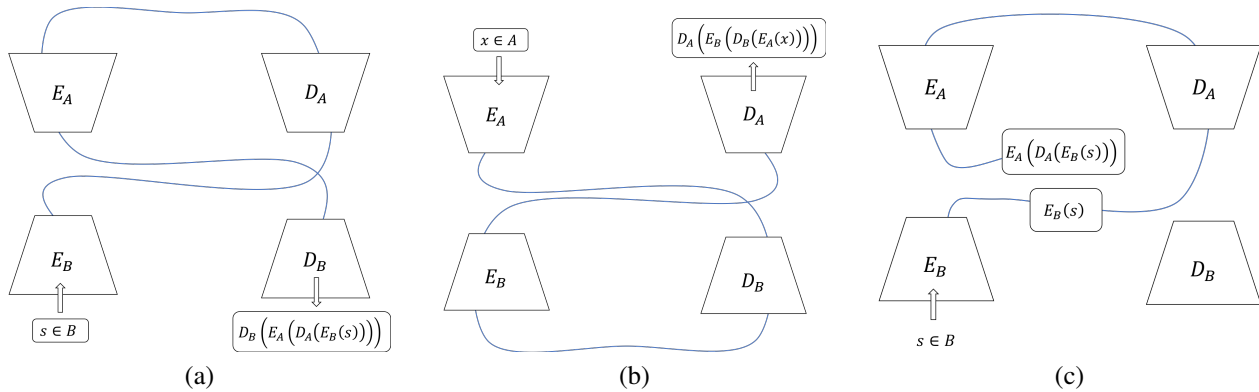 E_A
D_A
E_B
D_B
s ∈ B
D_B(E_A(D_A(E_B(s))))
(a)
x ∈ A
D_A(E_B(D_B(E_A(x))))
E_A
D_A
E_B
D_B
(b)
E_A
D_A
E_A(D_A(E_B(s)))
E_B(s)
E_B
D_B
s ∈ B
(c)